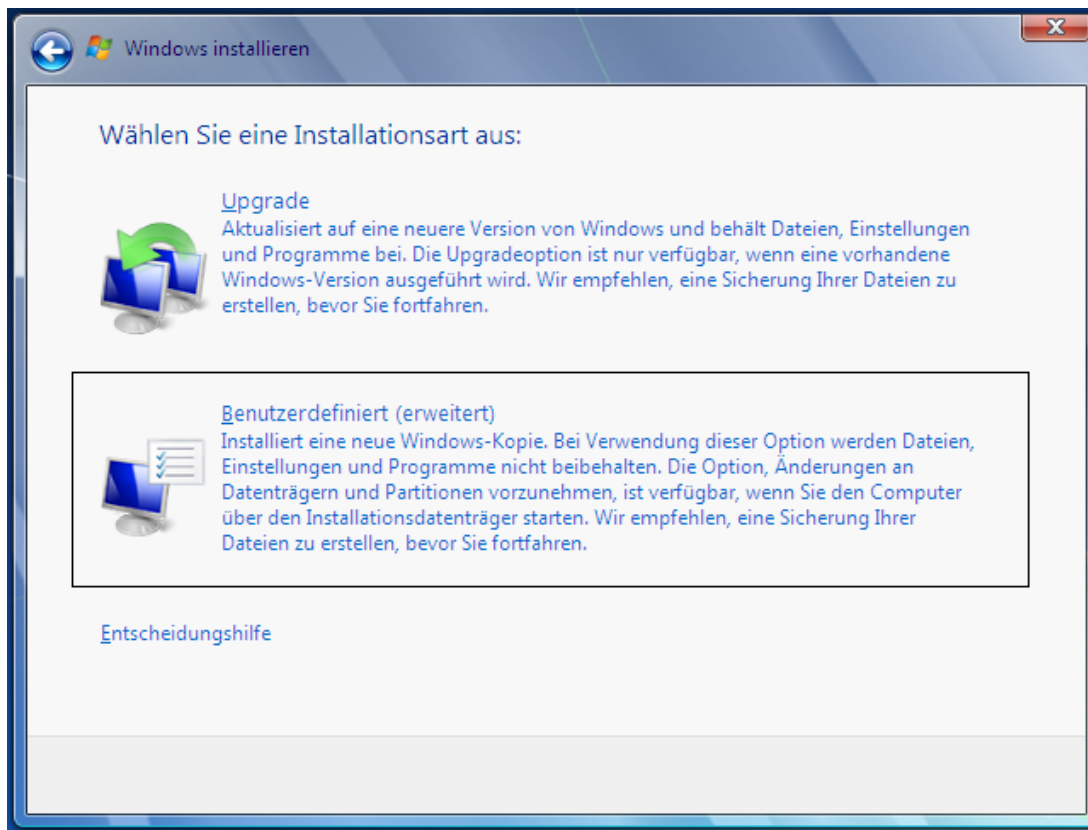 Windows installieren
Wählen Sie eine Installationsart aus:
Upgrade
Aktualisiert auf eine neuere Version von Windows und behält Dateien, Einstellungen
und Programme bei. Die Upgradeoption ist nur verfügbar, wenn eine vorhandene
Windows-Version ausgeführt wird. Wir empfehlen, eine Sicherung Ihrer Dateien zu
erstellen, bevor Sie fortfahren.
Benutzerdefiniert (erweitert)
Installiert eine neue Windows-Kopie. Bei Verwendung dieser Option werden Dateien,
Einstellungen und Programme nicht beibehalten. Die Option, Änderungen an
Datenträgern und Partitionen vorzunehmen, ist verfügbar, wenn Sie den Computer
über den Installationsdatenträger starten. Wir empfehlen, eine Sicherung Ihrer
Dateien zu erstellen, bevor Sie fortfahren.
Entscheidungshilfe